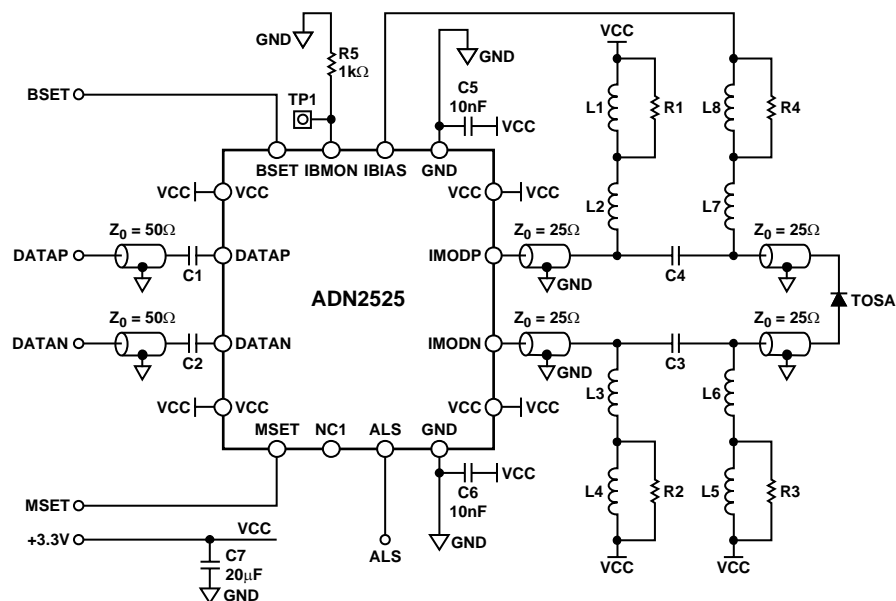 GND
R5
1kΩ
GND
VCC
BSET
TP1
C5
10nF
VCC
L1
R1
L8
R4
BSET
IBMON
IBIAS
GND
VCC
VCC
VCC
VCC
L2
L7
Z0 = 50Ω
Z0 = 25Ω
Z0 = 25Ω
DATAP
C1
DATAP
IMODP
GND
C4
ADN2525
TOSA
Z0 = 50Ω
Z0 = 25Ω
Z0 = 25Ω
DATAN
C2
DATAN
IMODN
GND
C3
L3
L6
VCC
VCC
VCC
VCC
MSET
NC1
ALS
GND
VCC
C6
10nF
L4
R2
L5
R3
MSET
+3.3V
VCC
GND
C7
20µF
ALS
VCC
VCC
GND